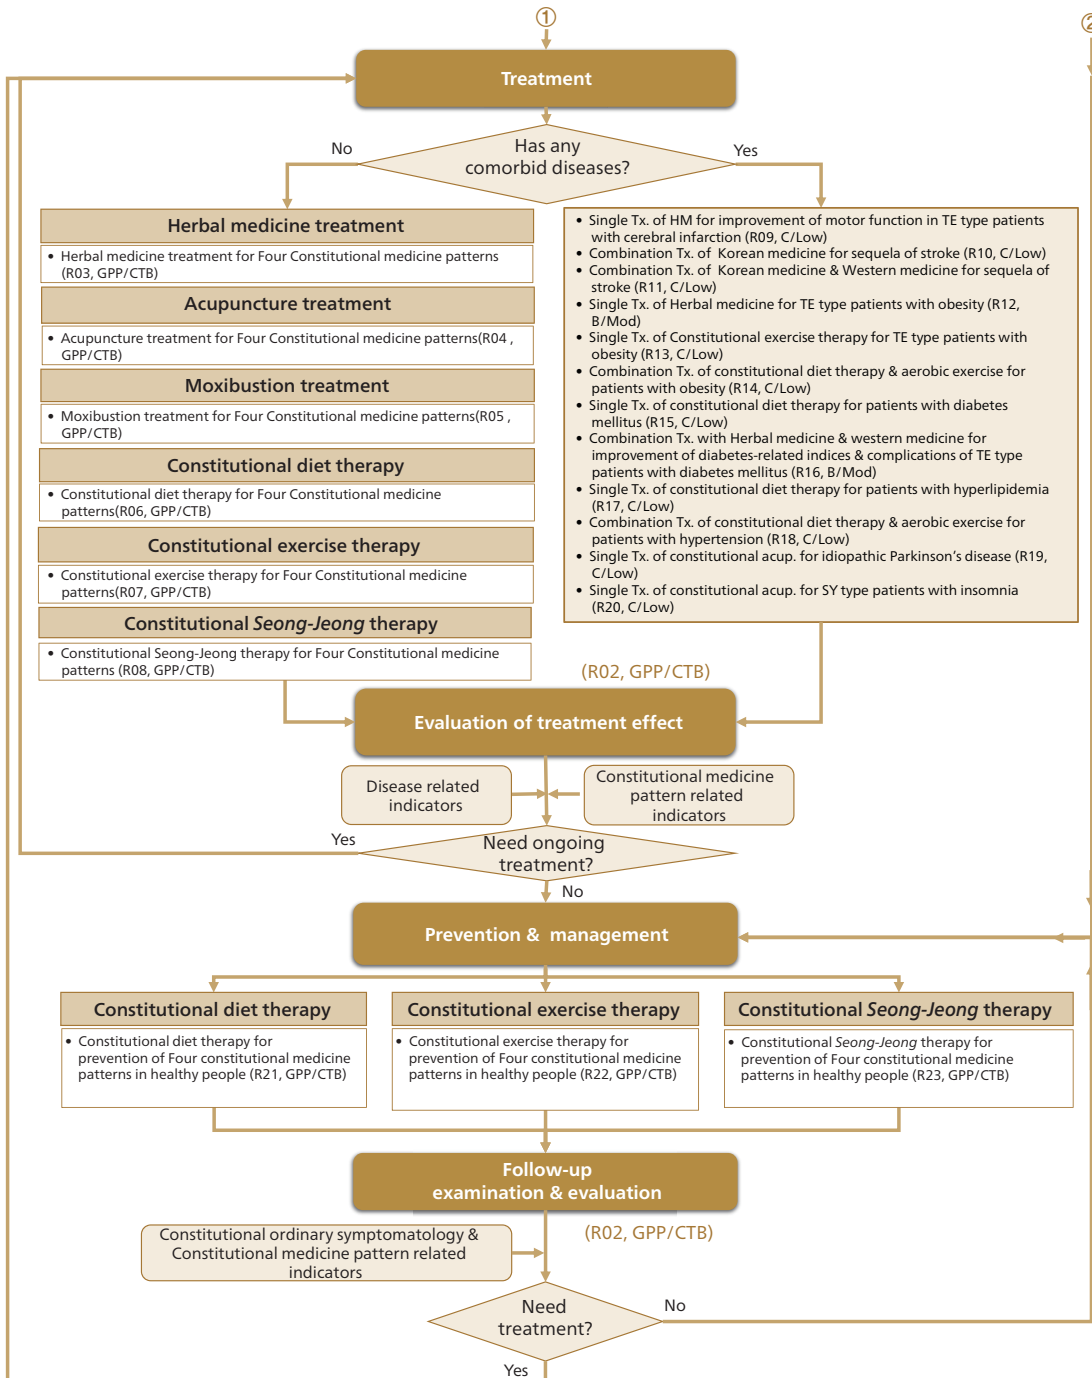 ①
②
Treatment
Has any
comorbid diseases?
No
Yes
Herbal medicine treatment
• Herbal medicine treatment for Four Constitutional medicine patterns
(R03, GPP/CTB)
Acupuncture treatment
• Acupuncture treatment for Four Constitutional medicine patterns(R04 ,
GPP/CTB)
Moxibustion treatment
• Moxibustion treatment for Four Constitutional medicine patterns(R05 ,
GPP/CTB)
Constitutional diet therapy
• Constitutional diet therapy for Four Constitutional medicine
patterns(R06, GPP/CTB)
Constitutional exercise therapy
• Constitutional exercise therapy for Four Constitutional medicine
patterns(R07, GPP/CTB)
Constitutional Seong-Jeong therapy
• Constitutional Seong-Jeong therapy for Four Constitutional medicine
patterns (R08, GPP/CTB)
• Single Tx. of HM for improvement of motor function in TE type patients
with cerebral infarction (R09, C/Low)
• Combination Tx. of Korean medicine for sequela of stroke (R10, C/Low)
• Combination Tx. of Korean medicine & Western medicine for sequela of
stroke (R11, C/Low)
• Single Tx. of Herbal medicine for TE type patients with obesity (R12,
B/Mod)
• Single Tx. of Constitutional exercise therapy for TE type patients with
obesity (R13, C/Low)
• Combination Tx. of constitutional diet therapy & aerobic exercise for
patients with obesity (R14, C/Low)
• Single Tx. of constitutional diet therapy for patients with diabetes
mellitus (R15, C/Low)
• Combination Tx. with Herbal medicine & western medicine for
improvement of diabetes-related indices & complications of TE type
patients with diabetes mellitus (R16, B/Mod)
• Single Tx. of constitutional diet therapy for patients with hyperlipidemia
(R17, C/Low)
• Combination Tx. of constitutional diet therapy & aerobic exercise for
patients with hypertension (R18, C/Low)
• Single Tx. of constitutional acup. for idiopathic Parkinson's disease (R19,
C/Low)
• Single Tx. of constitutional acup. for SY type patients with insomnia
(R20, C/Low)
(R02, GPP/CTB)
Evaluation of treatment effect
Disease related
indicators
Constitutional medicine
pattern related
indicators
Yes
Need ongoing
treatment?
No
Prevention & management
Constitutional diet therapy
• Constitutional diet therapy for
prevention of Four constitutional medicine
patterns in healthy people (R21, GPP/CTB)
Constitutional exercise therapy
• Constitutional exercise therapy for
prevention of Four constitutional medicine
patterns in healthy people (R22, GPP/CTB)
Constitutional Seong-Jeong therapy
• Constitutional Seong-Jeong therapy for
prevention of Four constitutional medicine
patterns in healthy people (R23, GPP/CTB)
Follow-up
examination & evaluation
(R02, GPP/CTB)
Constitutional ordinary symptomatology &
Constitutional medicine pattern related
indicators
Need
treatment?
No
Yes